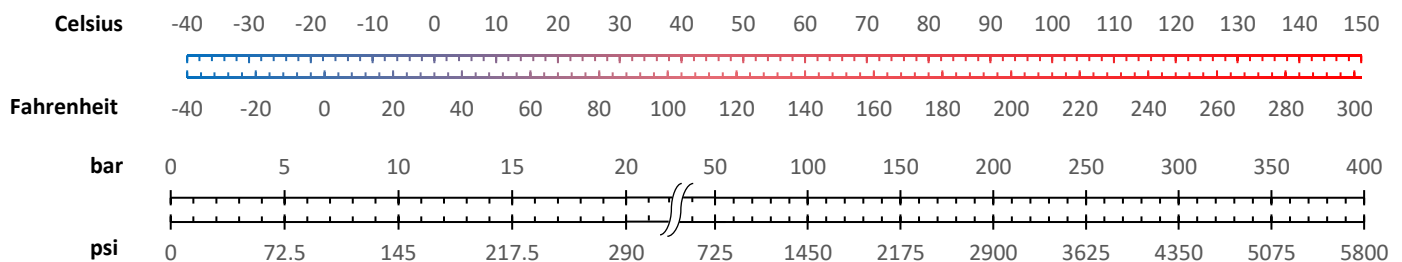 Celsius -40 -30 -20 -10 0 10 20 30 40 50 60 70 80 90 100 110 120 130 140 150
Fahrenheit -40 -20 0 20 40 60 80 100 120 140 160 180 200 220 240 260 280 300
bar 0 5 10 15 20 50 100 150 200 250 300 350 400
psi 0 72.5 145 217.5 290 725 1450 2175 2900 3625 4350 5075 5800